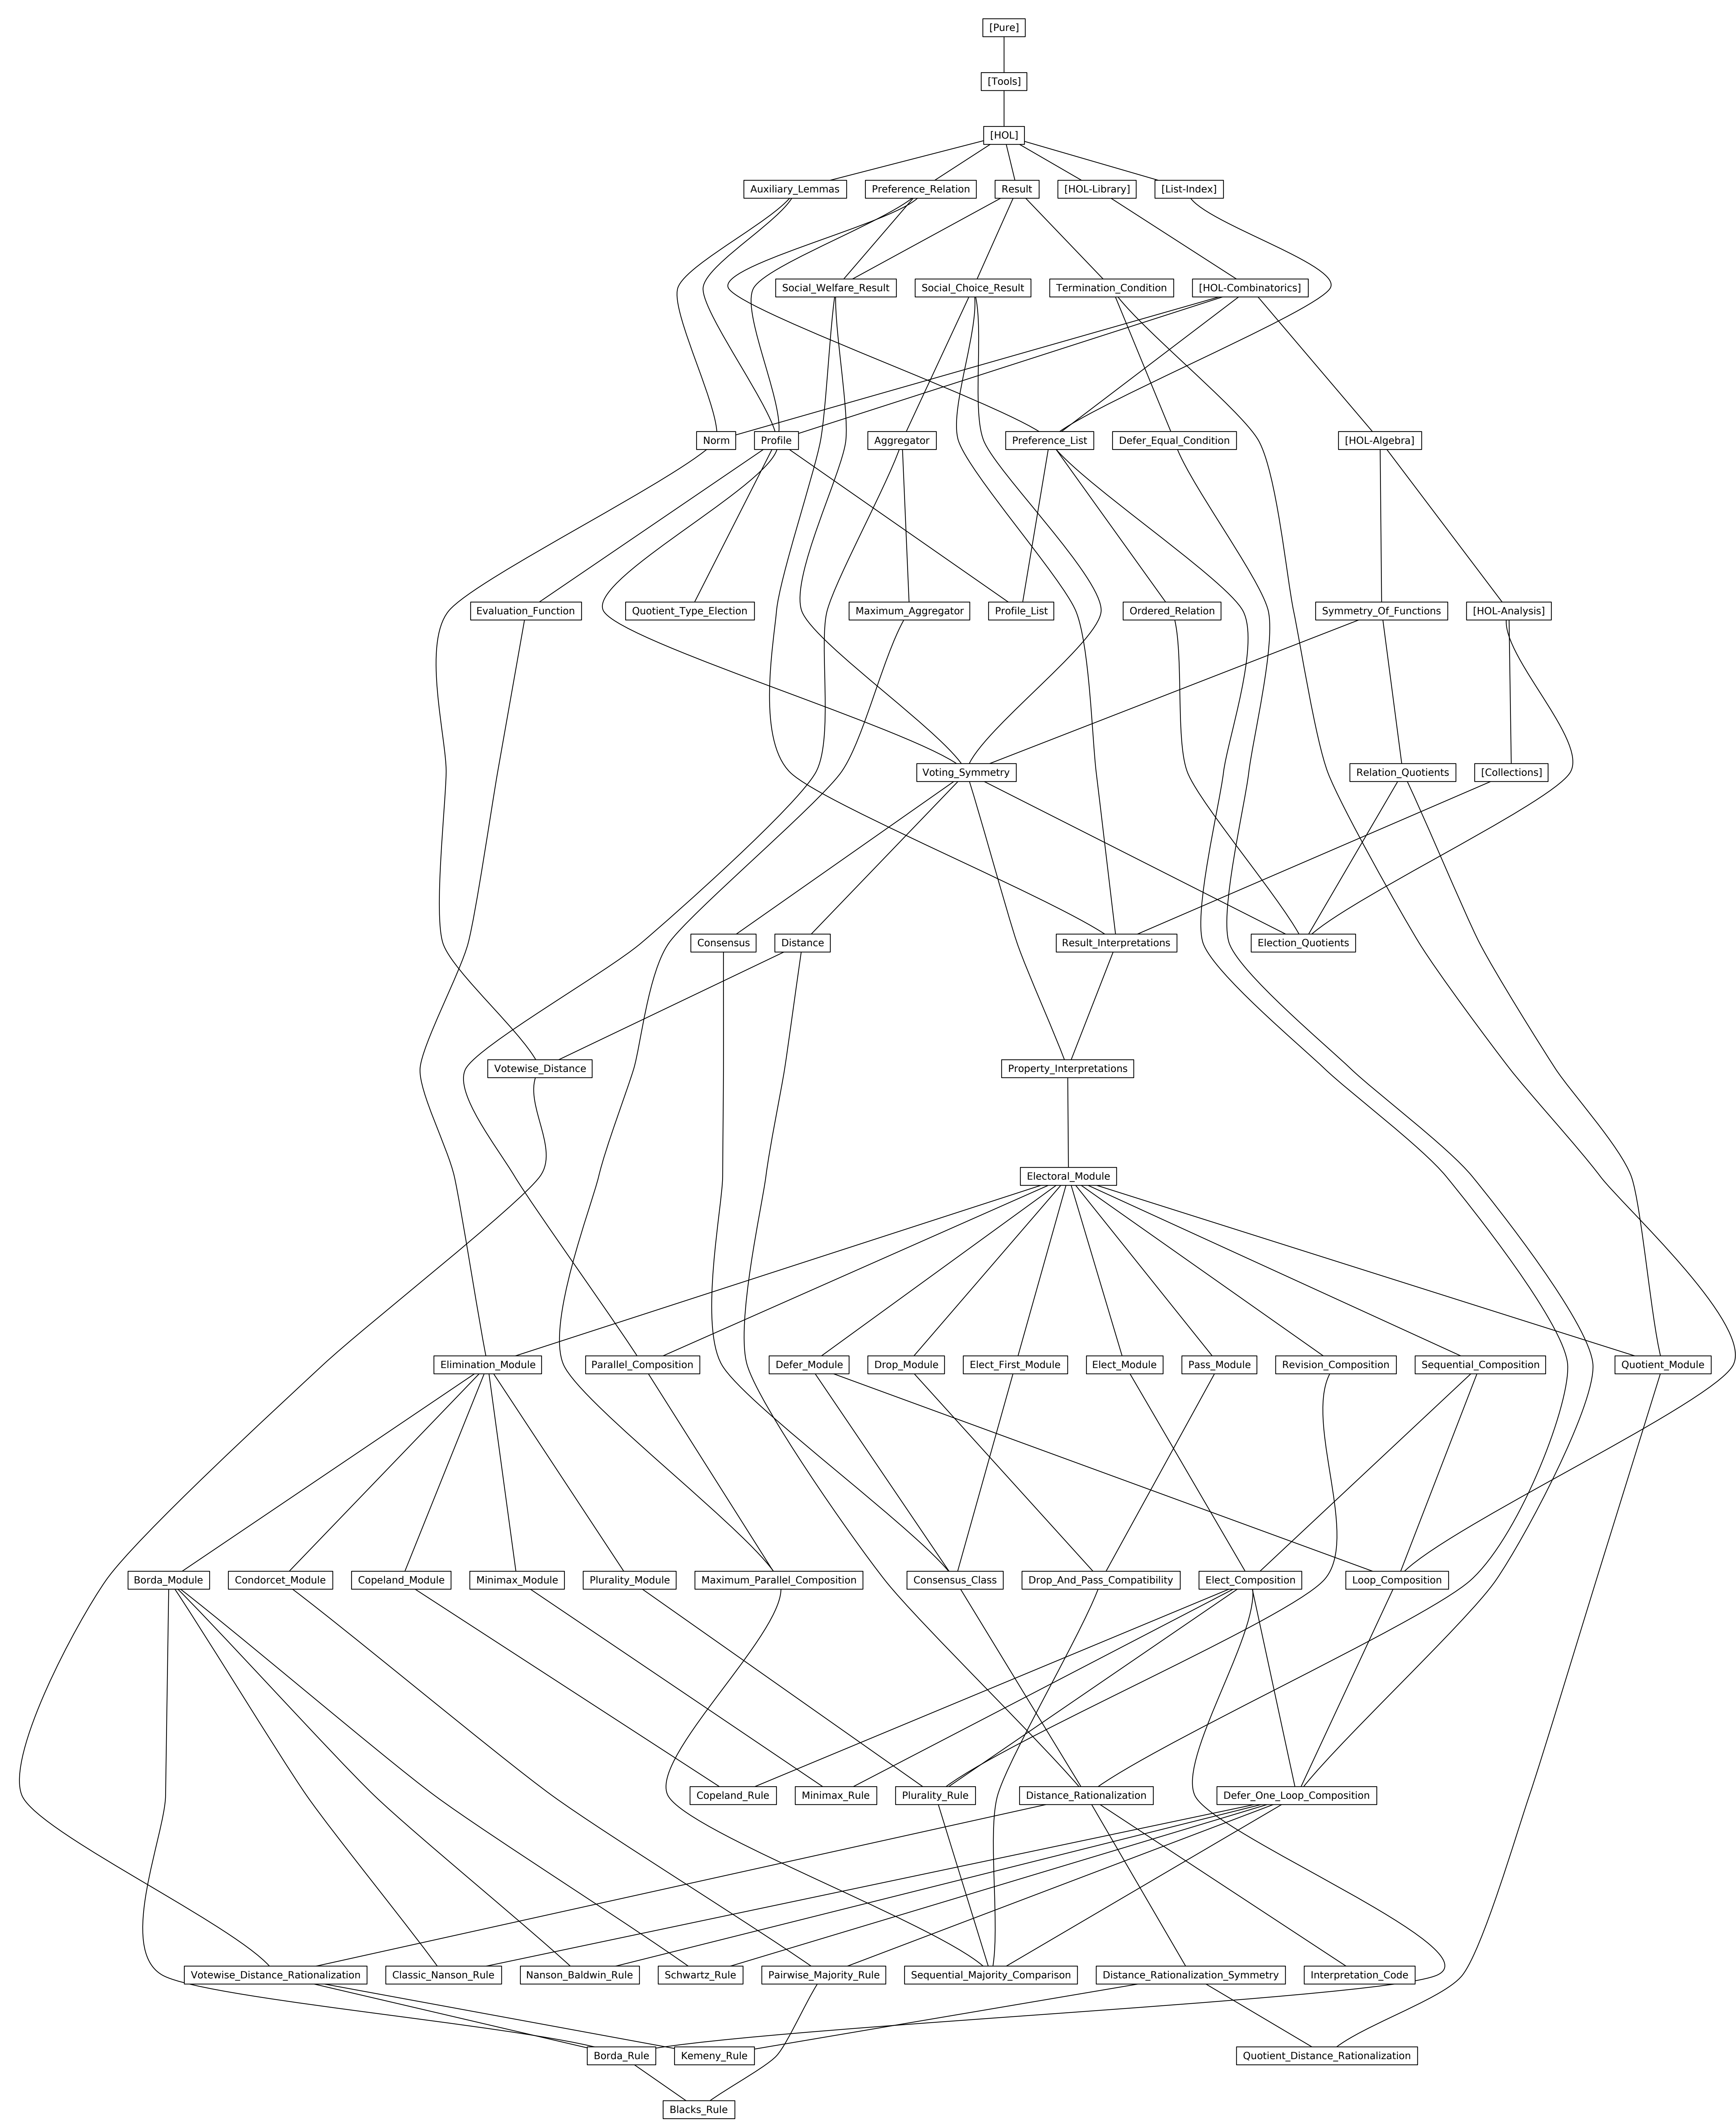 [Pure]
[Tools]
[HOL]
Auxiliary_Lemmas
Preference_Relation
Result
[HOL-Library]
[List-Index]
Social_Welfare_Result
Social_Choice_Result
Termination_Condition
[HOL-Combinatorics]
Norm
Profile
Aggregator
Preference_List
Defer_Equal_Condition
[HOL-Algebra]
Evaluation_Function
Quotient_Type_Election
Maximum_Aggregator
Profile_List
Ordered_Relation
Symmetry_Of_Functions
[HOL-Analysis]
Voting_Symmetry
Relation_Quotients
[Collections]
Consensus
Distance
Result_Interpretations
Election_Quotients
Votewise_Distance
Property_Interpretations
Electoral_Module
Elimination_Module
Parallel_Composition
Defer_Module
Drop_Module
Elect_First_Module
Elect_Module
Pass_Module
Revision_Composition
Sequential_Composition
Quotient_Module
Borda_Module
Condorcet_Module
Copeland_Module
Minimax_Module
Plurality_Module
Maximum_Parallel_Composition
Consensus_Class
Drop_And_Pass_Compatibility
Elect_Composition
Loop_Composition
Copeland_Rule
Minimax_Rule
Plurality_Rule
Distance_Rationalization
Defer_One_Loop_Composition
Votewise_Distance_Rationalization
Classic_Nanson_Rule
Nanson_Baldwin_Rule
Schwartz_Rule
Pairwise_Majority_Rule
Sequential_Majority_Comparison
Distance_Rationalization_Symmetry
Interpretation_Code
Borda_Rule
Kemeny_Rule
Quotient_Distance_Rationalization
Blacks_Rule